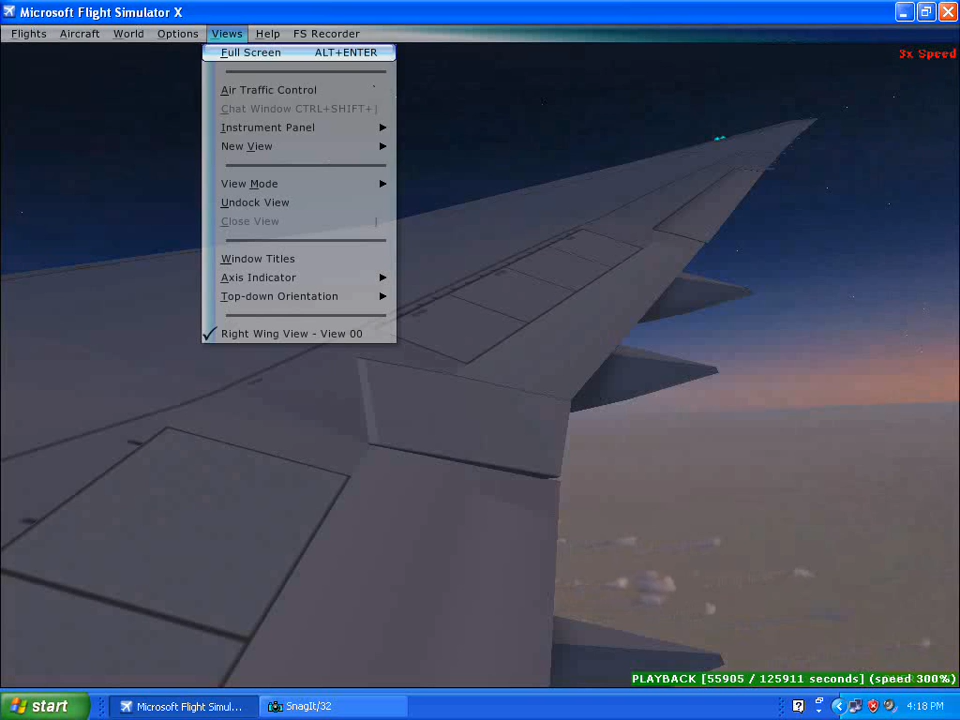 Microsoft Flight Simulator X
Flights Aircraft World Options Views Help FS Recorder
Full Screen ALT+ENTER
3x Speed
Air Traffic Control
Chat Window CTRL+SHIFT+]
Instrument Panel
New View
View Mode
Undock View
Close View ]
Window Titles
Axis Indicator
Top-down Orientation
Right Wing View - View 00
PLAYBACK [55905 / 125911 seconds] (speed 300%)
start Microsoft Flight Simul... SnagIt/32 4:18 PM